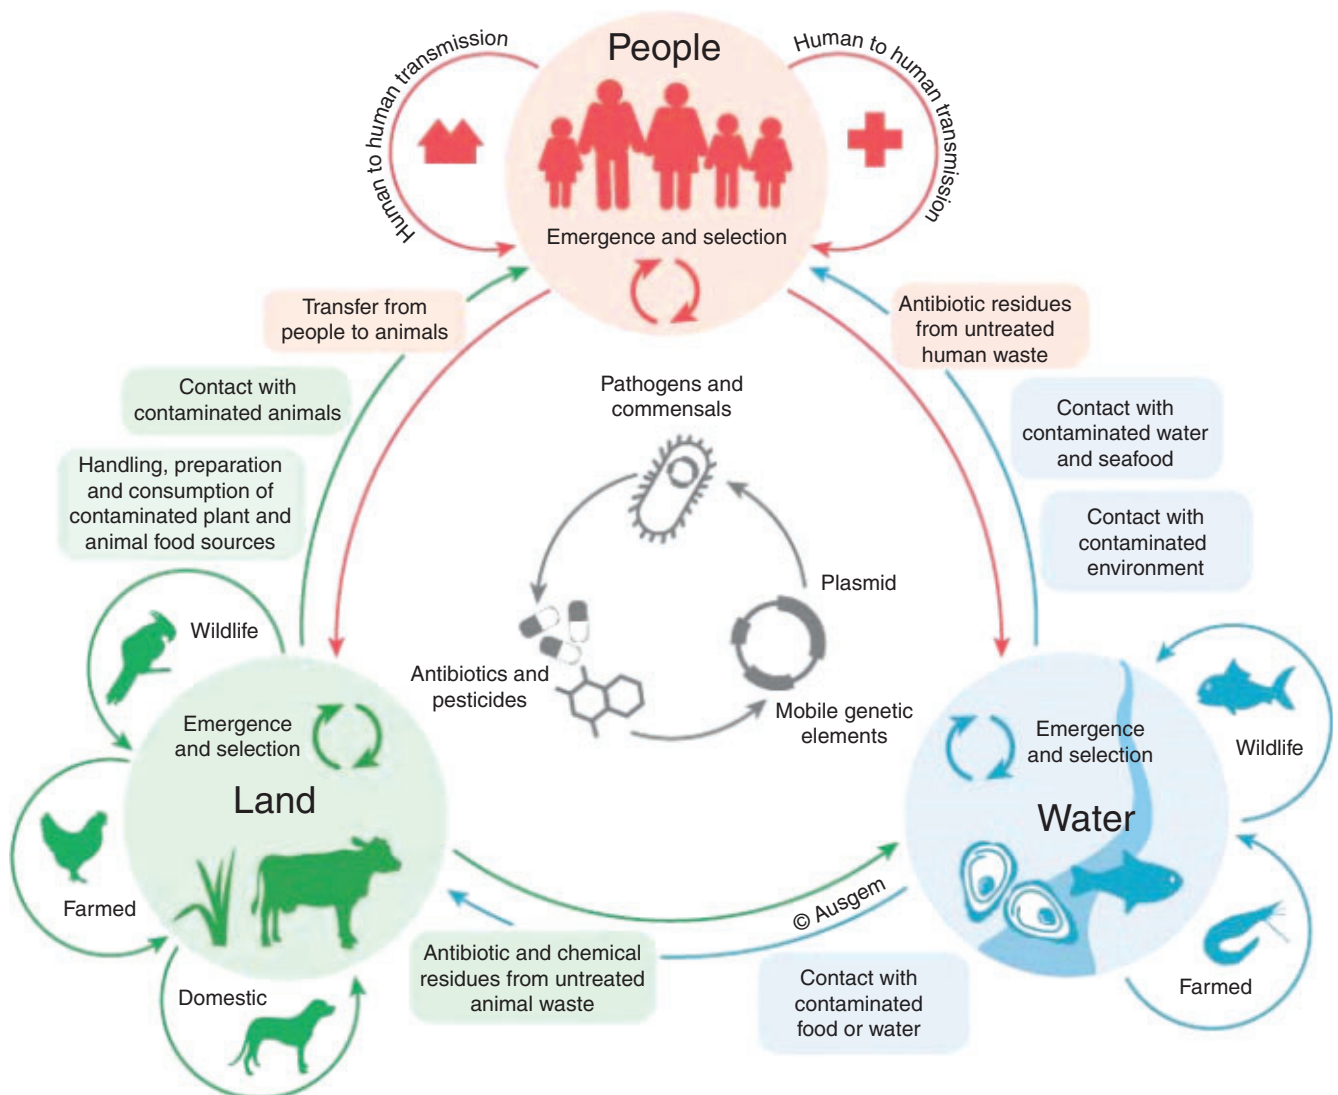 People
Human to human transmission
Human to human transmission
Emergence and selection
Transfer from
people to animals
Antibiotic residues
from untreated
human waste
Contact with
contaminated animals
Pathogens and
commensals
Contact with
contaminated water
and seafood
Handling, preparation
and consumption of
contaminated plant and
animal food sources
Contact with
contaminated
environment
Plasmid
Wildlife
Antibiotics and
pesticides
Mobile genetic
elements
Emergence
and selection
Land
Emergence
and selection
Water
Wildlife
Farmed
© Ausgem
Domestic
Antibiotic and chemical
residues from untreated
animal waste
Contact with
contaminated
food or water
Farmed